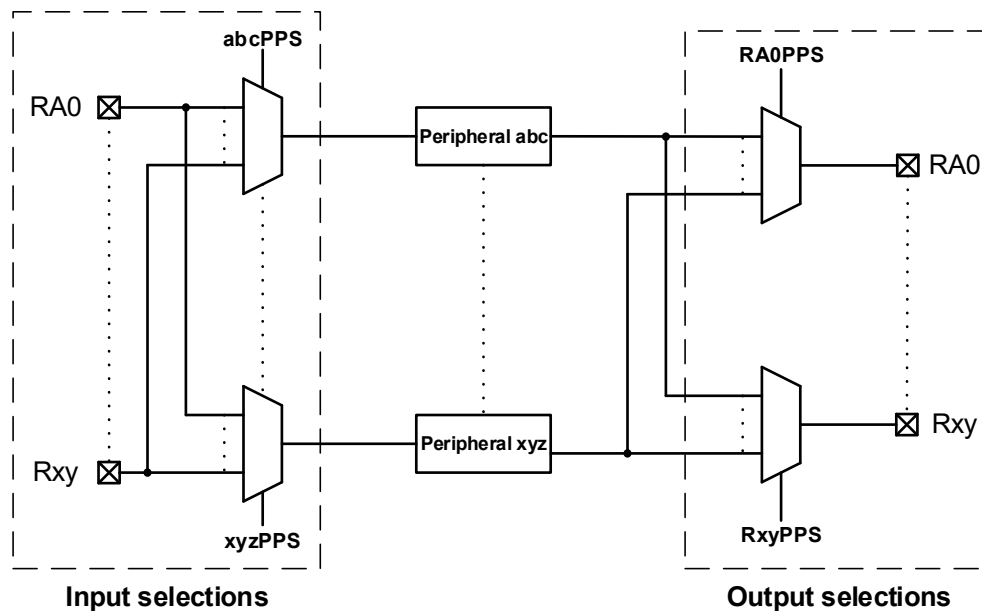 abcPPS
RA0
Rxy
xyzPPS
Input selections
Peripheral abc
Peripheral xyz
RA0PPS
RA0
Rxy
RxyPPS
Output selections